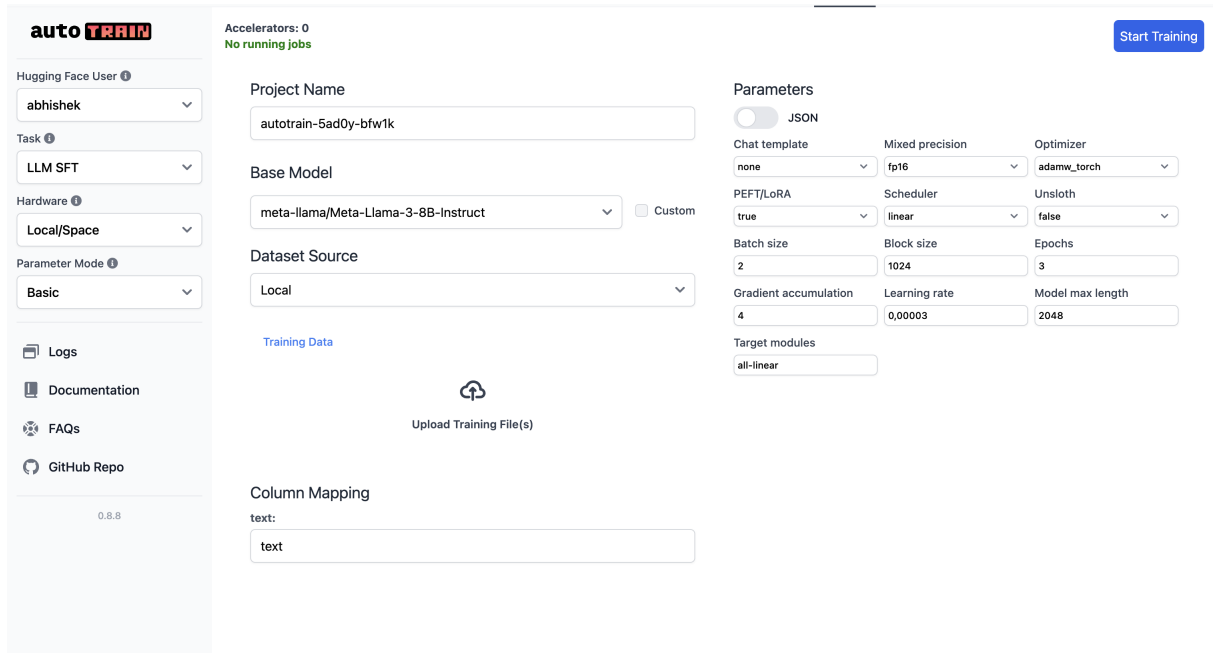 auto TRAIN
Hugging Face User
abhishek
Task
LLM SFT
Hardware
Local/Space
Parameter Mode
Basic
Logs
Documentation
FAQs
GitHub Repo
0.8.8
Accelerators: 0
No running jobs
Start Training
Project Name
autotrain-5ad0y-bfw1k
Base Model
meta-llama/Meta-Llama-3-8B-Instruct
Custom
Dataset Source
Local
Training Data
Upload Training File(s)
Column Mapping
text:
text
Parameters
JSON
Chat template Mixed precision Optimizer
none fp16 adamw_torch
PEFT/LoRA Scheduler Unsloth
true linear false
Batch size Block size Epochs
2 1024 3
Gradient accumulation Learning rate Model max length
4 0,00003 2048
Target modules
all-linear